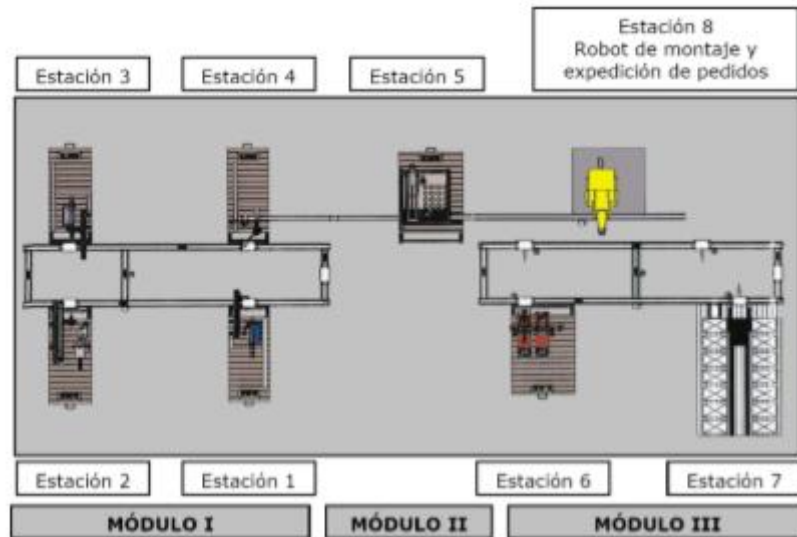 Estación 8
Robot de montaje y
expedición de pedidos
Estación 3
Estación 4
Estación 5
Estación 2
Estación 1
Estación 6
Estación 7
MÓDULO I
MÓDULO II
MÓDULO III